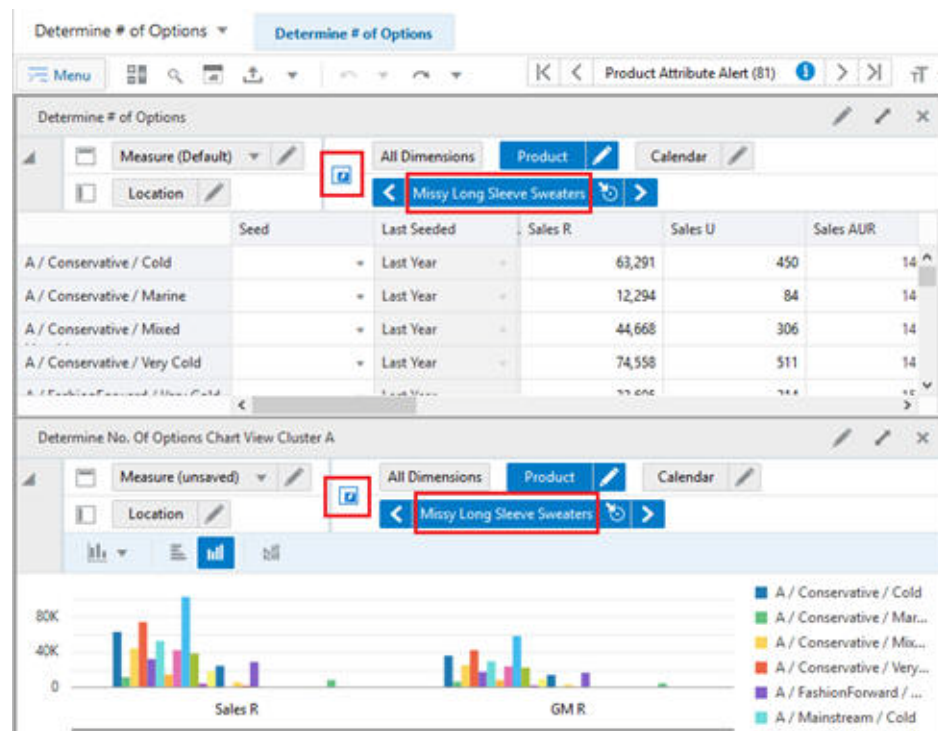 Determine # of Options Determine # of Options
Menu Product Attribute Alert (81)
Determine # of Options
Measure (Default) All Dimensions Product Calendar
Location Missy Long Sleeve Sweaters
Seed Last Seeded Sales R Sales U Sales AUR
A / Conservative / Cold Last Year 63,291 450 14
A / Conservative / Marine Last Year 12,294 84 14
A / Conservative / Mixed Last Year 44,668 306 14
A / Conservative / Very Cold Last Year 74,558 511 14
Determine No. Of Options Chart View Cluster A
Measure (unsaved) All Dimensions Product Calendar
Location Missy Long Sleeve Sweaters
80K
40K
0
Sales R GM R
A / Conservative / Cold
A / Conservative / Mar...
A / Conservative / Mix...
A / Conservative / Very...
A / FashionForward / ...
A / Mainstream / Cold